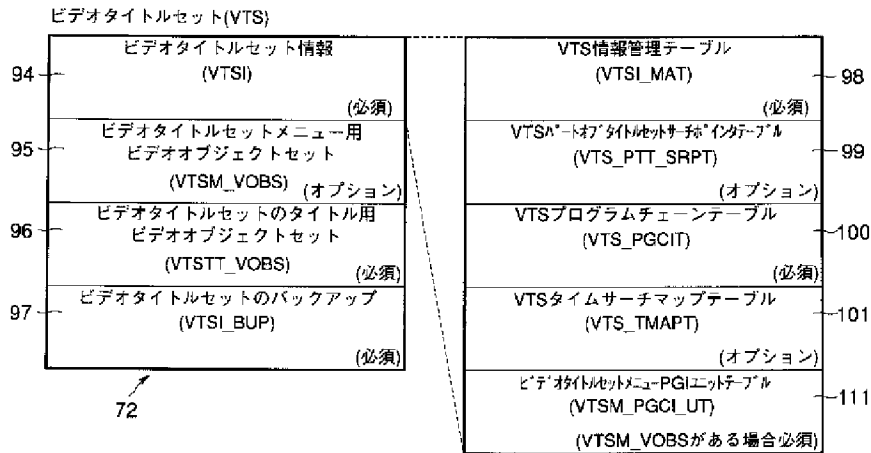 ビデオタイトルセット(VTS)
94
ビデオタイトルセット情報
(VTSI)
(必須)
95
ビデオタイトルセットメニュー用
ビデオオブジェクトセット
(VTSM_VOBS)
(オプション)
96
ビデオタイトルセットのタイトル用
ビデオオブジェクトセット
(VTSTT_VOBS)
(必須)
97
ビデオタイトルセットのバックアップ
(VTSI_BUP)
(必須)
72
VTS情報管理テーブル
(VTSI_MAT)
(必須)
98
VTSパートオブタイトルセットサーチポインタテーブル
(VTS_PTT_SRPT)
(オプション)
99
VTSプログラムチェーンテーブル
(VTS_PGCIT)
(必須)
100
VTSタイムサーチマップテーブル
(VTS_TMAPT)
(オプション)
101
ビデオタイトルセットメニューPGIユニットテーブル
(VTSM_PGCI_UT)
(VTSM_VOBSがある場合必須)
111